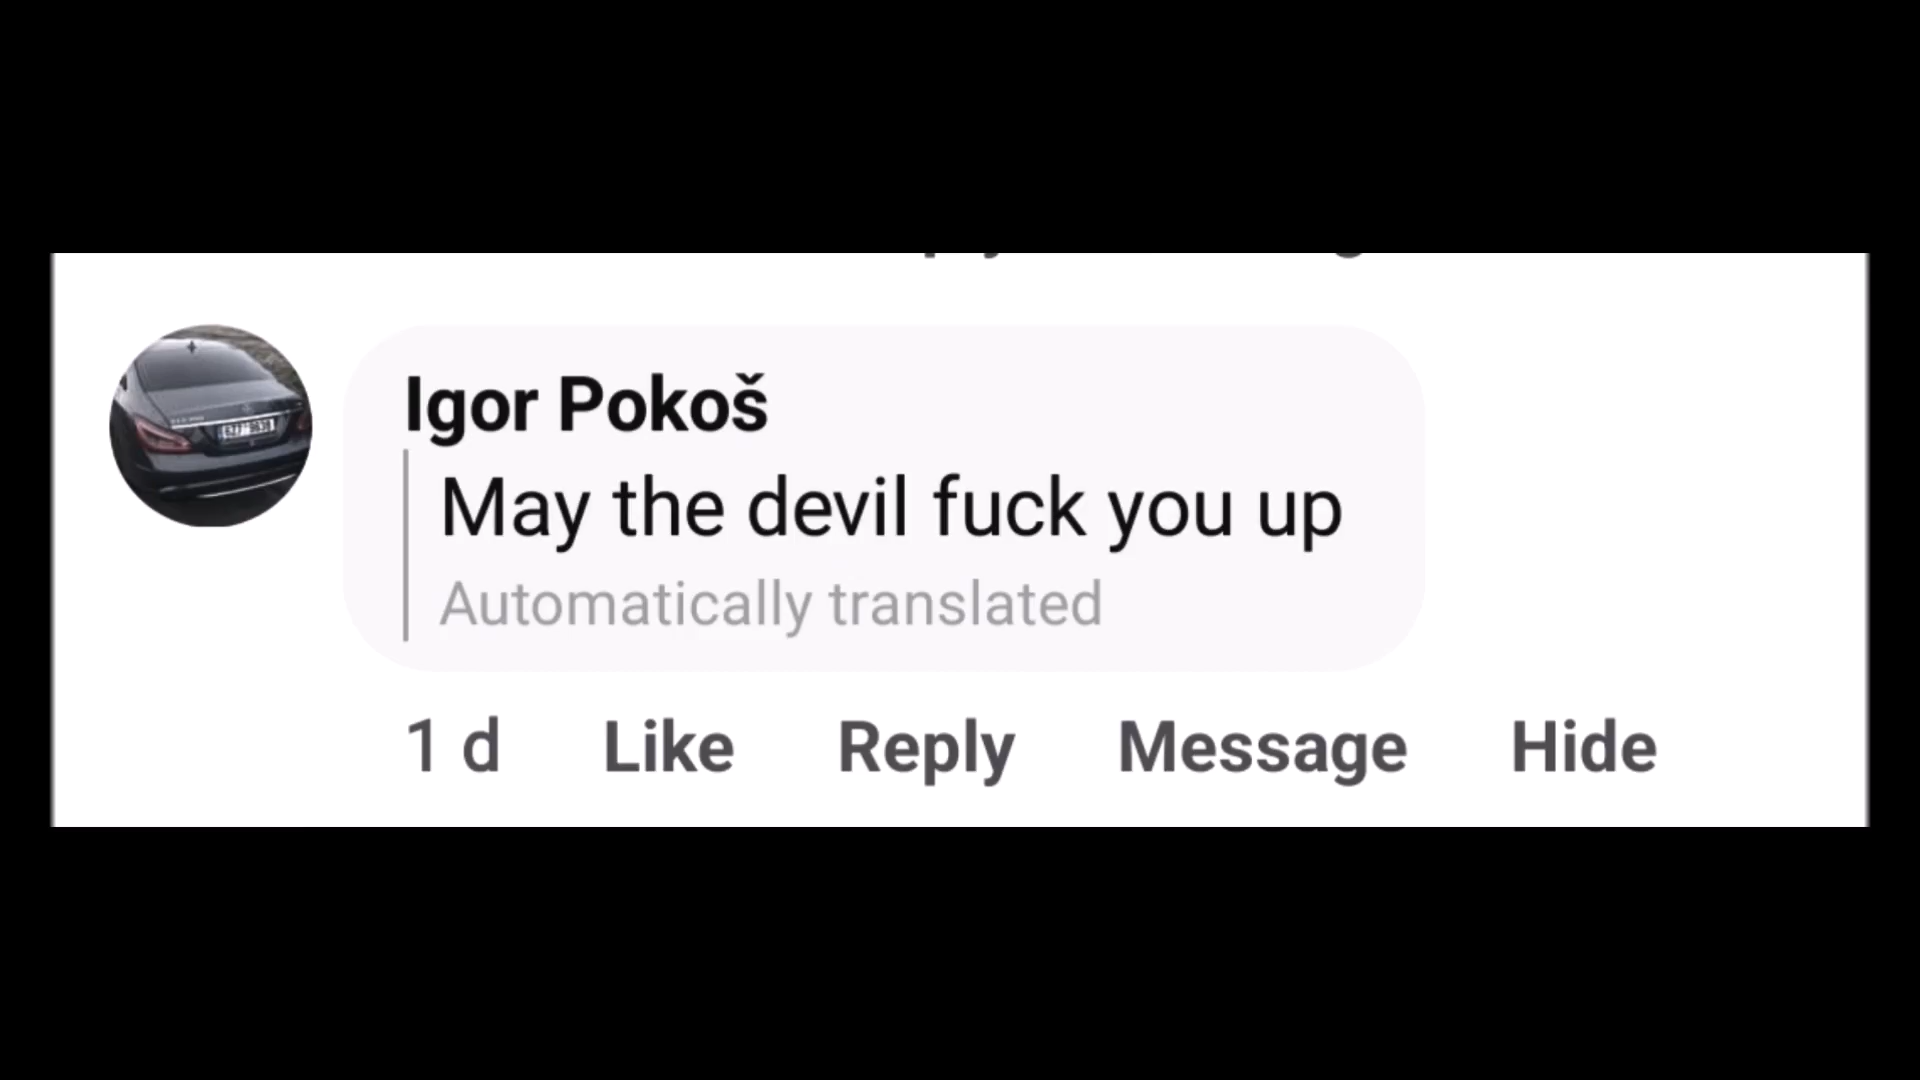 Igor Pokoš
May the devil fuck you up
Automatically translated
1 d Like Reply Message Hide